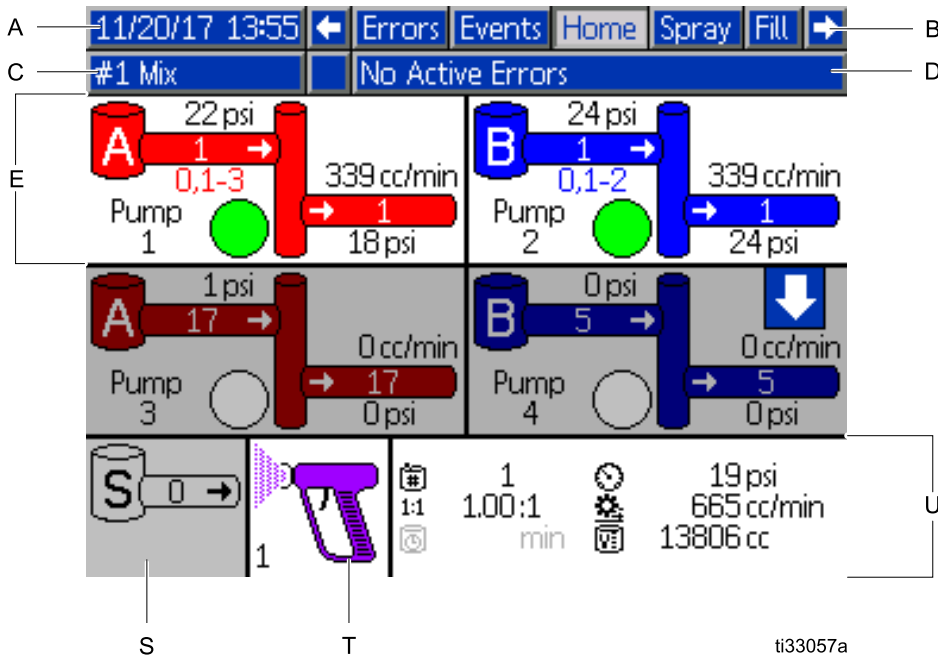 A
11/20/17 13:55
Errors
Events
Home
Spray
Fill
B
C
#1 Mix
No Active Errors
D
E
22 psi
A
1
0,1-3
339 cc/min
Pump
1
1
18 psi
24 psi
B
1
0,1-2
339 cc/min
Pump
2
1
24 psi
1 psi
A
17
0 cc/min
Pump
3
17
0 psi
0 psi
B
5
0 cc/min
Pump
4
5
0 psi
S
0
1
#
1
19 psi
1:1
1.00:1
665 cc/min
min
V:
13806 cc
U
S
T
ti33057a